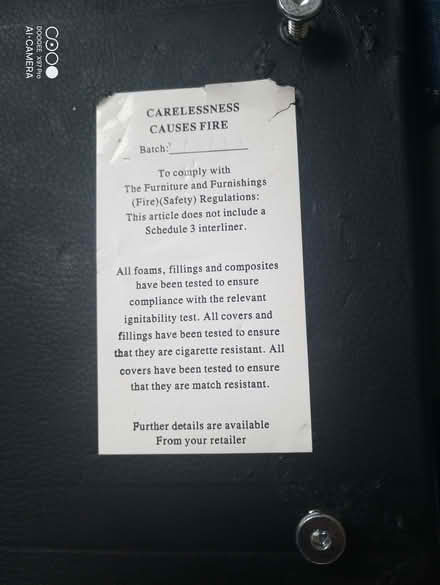 CARELESSNESS
CAUSES FIRE
Batch:
To comply with
The Furniture and Furnishings
(Fire)(Safety) Regulations:
This article does not include a
Schedule 3 interliner.
All foams, fillings and composites
have been tested to ensure
compliance with the relevant
ignitability test. All covers and
fillings have been tested to ensure
that they are cigarette resistant. All
covers have been tested to ensure
that they are match resistant.
Further details are available
From your retailer
DOOGEE X97Pro
AI·CAMERA